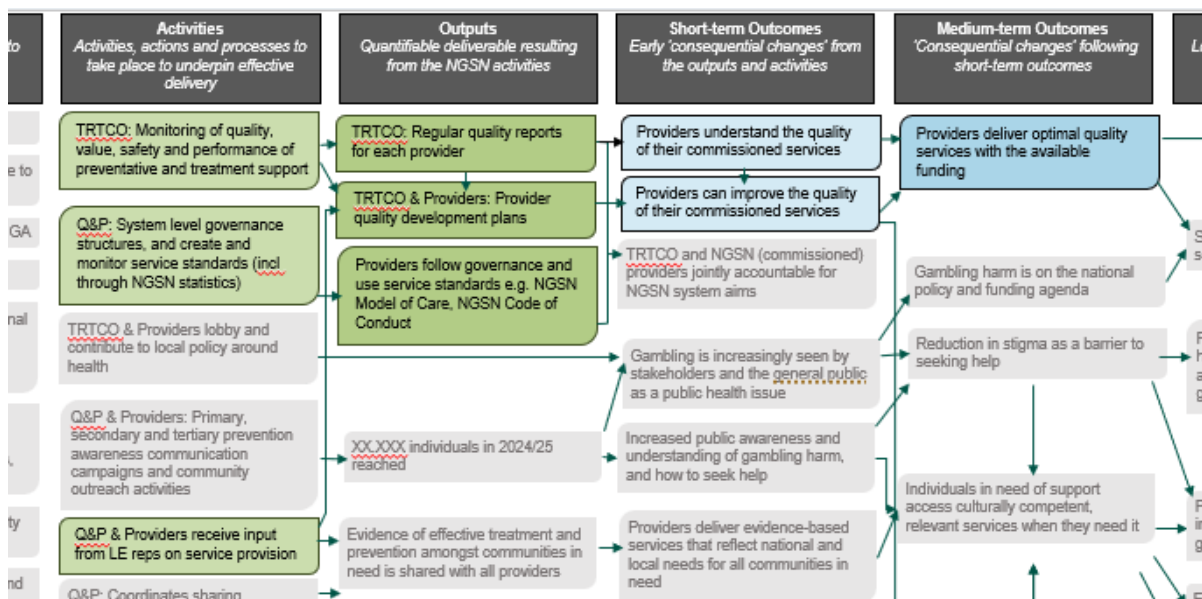 to
Activities
Activities, actions and processes to
take place to underpin effective
delivery
Outputs
Quantifiable deliverable resulting
from the NGSN activities
Short-term Outcomes
Early 'consequential changes' from
the outputs and activities
Medium-term Outcomes
'Consequential changes' following
short-term outcomes
e to
GA
nal
ity
nd
TRTCO: Monitoring of quality,
value, safety and performance of
preventative and treatment support
Q&P: System level governance
structures, and create and
monitor service standards (incl
through NGSN statistics)
TRTCO & Providers lobby and
contribute to local policy around
health
Q&P & Providers: Primary,
secondary and tertiary prevention
awareness communication
campaigns and community
outreach activities
Q&P & Providers receive input
from LE reps on service provision
Q&P: Coordinates sharing
TRTCO: Regular quality reports
for each provider
TRTCO & Providers: Provider
quality development plans
Providers follow governance and
use service standards e.g. NGSN
Model of Care, NGSN Code of
Conduct
XX.XXX individuals in 2024/25
reached
Evidence of effective treatment and
prevention amongst communities in
need is shared with all providers
Providers understand the quality
of their commissioned services
Providers can improve the quality
of their commissioned services
TRTCO and NGSN (commissioned)
providers jointly accountable for
NGSN system aims
Gambling is increasingly seen by
stakeholders and the general public
as a public health issue
Increased public awareness and
understanding of gambling harm,
and how to seek help
Providers deliver evidence-based
services that reflect national and
local needs for all communities in
need
Providers deliver optimal quality
services with the available
funding
Gambling harm is on the national
policy and funding agenda
Reduction in stigma as a barrier to
seeking help
Individuals in need of support
access culturally competent,
relevant services when they need it